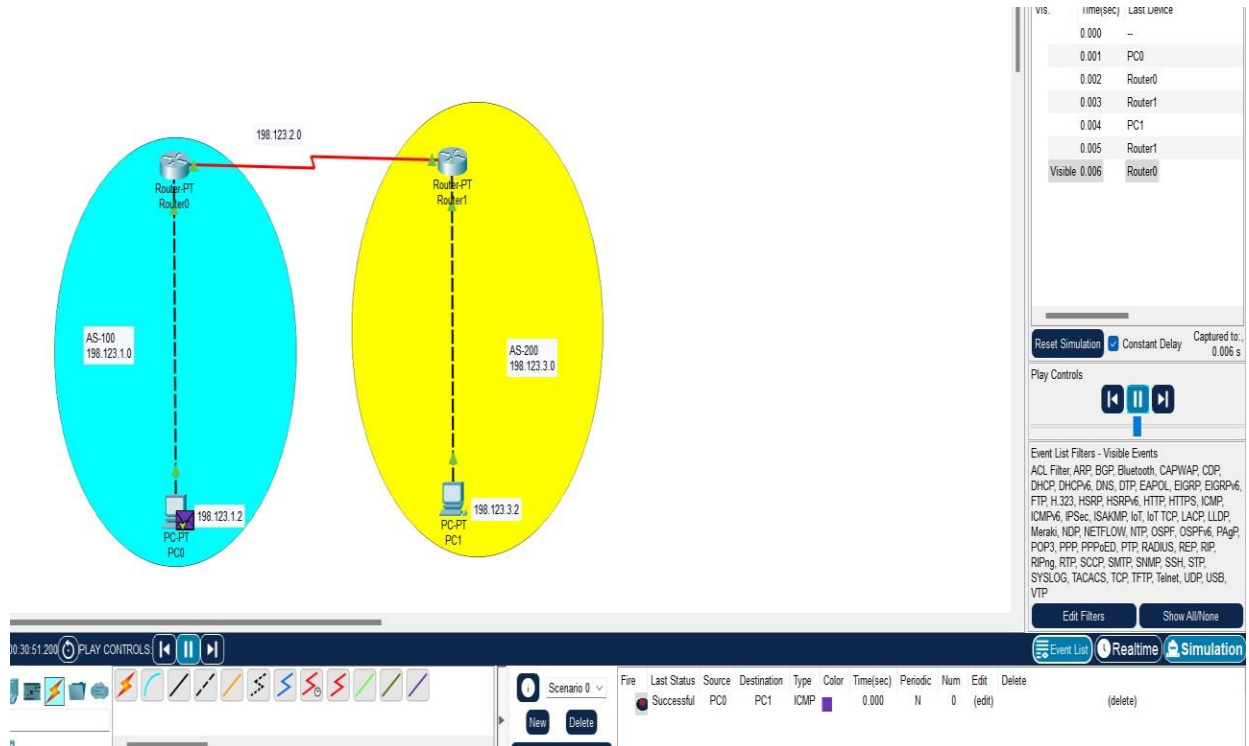 Vis. Time(sec) Last Device
0.000 --
0.001 PC0
0.002 Router0
0.003 Router1
0.004 PC1
0.005 Router1
Visible 0.006 Router0
198.123.2.0
Router-PT
Router0
Router-PT
Router1
AS-100
198.123.1.0
AS-200
198.123.3.0
198.123.1.2
PC-PT
PC0
198.123.3.2
PC-PT
PC1
Reset Simulation Constant Delay Captured to:
0.006 s
Play Controls
Event List Filters - Visible Events
ACL Filter, ARP, BGP, Bluetooth, CAPWAP, CDP,
DHCP, DHCPv6, DNS, DTP, EAPOL, EIGRP, EIGRPv6,
FTP, H.323, HSRP, HSRPv6, HTTP, HTTPS, ICMP,
ICMPv6, IPSec, ISAKMP, IoT, IoT TCP, LACP, LLDP,
Meraki, NDP, NETFLOW, NTP, OSPF, OSPFv6, PAgP,
POP3, PPP, PPPoED, PTP, RADIUS, REP, RIP,
RIPng, RTP, SCCP, SMTP, SNMP, SSH, STP,
SYSLOG, TACACS, TCP, TFTP, Telnet, UDP, USB,
VTP
Edit Filters Show All/None
00:30:51.200 PLAY CONTROLS:
Event List Realtime Simulation
Scenario 0
New Delete
Fire Last Status Source Destination Type Color Time(sec) Periodic Num Edit Delete
Successful PC0 PC1 ICMP 0.000 N 0 (edit) (delete)